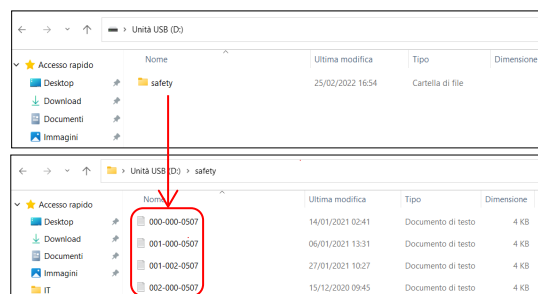 Unità USB (D:)
Nome Ultima modifica Tipo Dimensione
Accesso rapido
Desktop safety 25/02/2022 16:54 Cartella di file
Download
Documenti
Immagini
Unità USB (D:) safety
Nome Ultima modifica Tipo Dimensione
Accesso rapido
Desktop 000-000-0507 14/01/2021 02:41 Documento di testo 4 KB
Download 001-000-0507 06/01/2021 13:31 Documento di testo 4 KB
Documenti 001-002-0507 27/01/2021 10:27 Documento di testo 4 KB
Immagini
IT 002-000-0507 15/12/2020 09:45 Documento di testo 4 KB